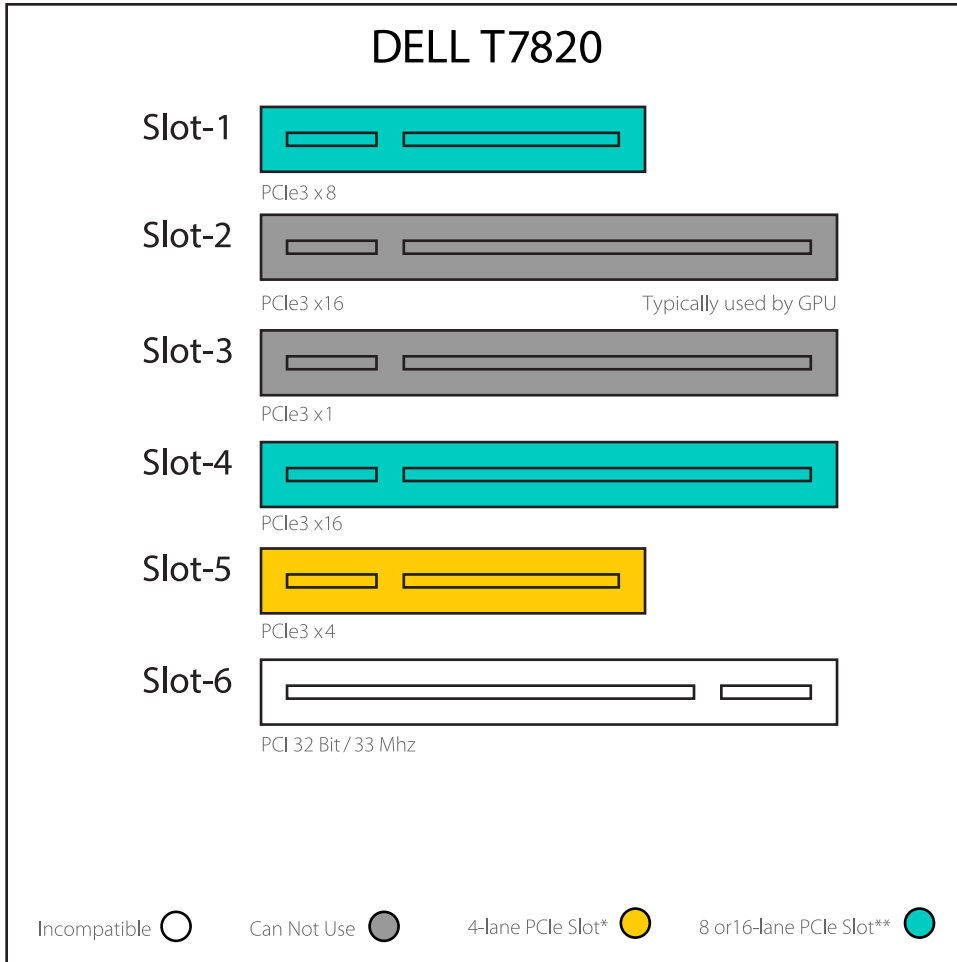 DELL T7820
Slot-1
PCIe3 x 8
Slot-2
PCIe3 x16
Typically used by GPU
Slot-3
PCIe3 x 1
Slot-4
PCIe3 x16
Slot-5
PCIe3 x 4
Slot-6
PCI 32 Bit / 33 Mhz
Incompatible
Can Not Use
4-lane PCIe Slot*
8 or16-lane PCIe Slot**